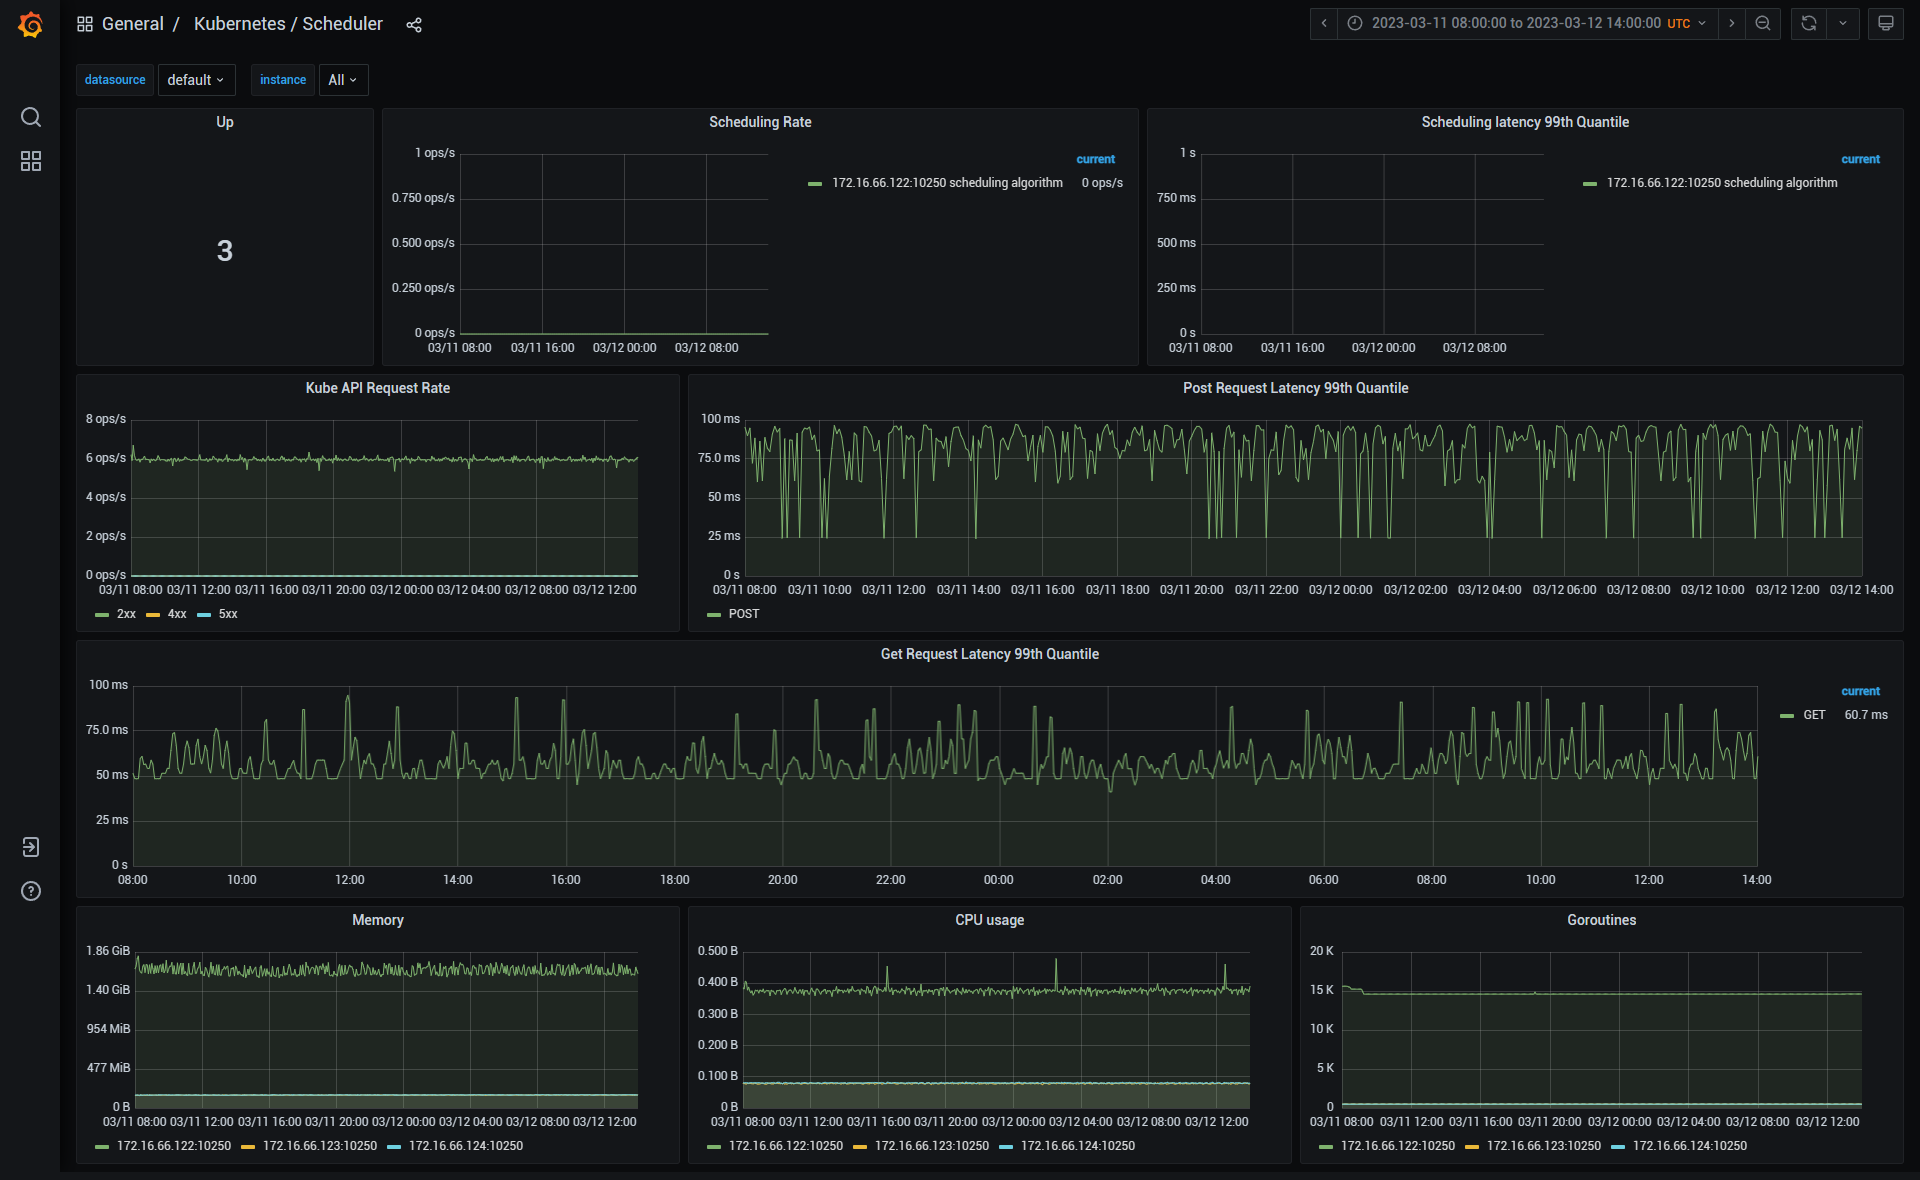 General / Kubernetes / Scheduler
2023-03-11 08:00:00 to 2023-03-12 14:00:00 UTC
datasource default instance All
Up
3
Scheduling Rate
1 ops/s
0.750 ops/s
0.500 ops/s
0.250 ops/s
0 ops/s
03/11 08:00 03/11 16:00 03/12 00:00 03/12 08:00
current
172.16.66.122:10250 scheduling algorithm 0 ops/s
Scheduling latency 99th Quantile
1 s
750 ms
500 ms
250 ms
0 s
03/11 08:00 03/11 16:00 03/12 00:00 03/12 08:00
current
172.16.66.122:10250 scheduling algorithm
Kube API Request Rate
8 ops/s
6 ops/s
4 ops/s
2 ops/s
0 ops/s
03/11 08:00 03/11 12:00 03/11 16:00 03/11 20:00 03/12 00:00 03/12 04:00 03/12 08:00 03/12 12:00
2xx 4xx 5xx
Post Request Latency 99th Quantile
100 ms
75.0 ms
50 ms
25 ms
0 s
03/11 08:00 03/11 10:00 03/11 12:00 03/11 14:00 03/11 16:00 03/11 18:00 03/11 20:00 03/11 22:00 03/12 00:00 03/12 02:00 03/12 04:00 03/12 06:00 03/12 08:00 03/12 10:00 03/12 12:00 03/12 14:00
POST
Get Request Latency 99th Quantile
100 ms
75.0 ms
50 ms
25 ms
0 s
08:00 10:00 12:00 14:00 16:00 18:00 20:00 22:00 00:00 02:00 04:00 06:00 08:00 10:00 12:00 14:00
current
GET 60.7 ms
Memory
1.86 GiB
1.40 GiB
954 MiB
477 MiB
0 B
03/11 08:00 03/11 12:00 03/11 16:00 03/11 20:00 03/12 00:00 03/12 04:00 03/12 08:00 03/12 12:00
172.16.66.122:10250 172.16.66.123:10250 172.16.66.124:10250
CPU usage
0.500 B
0.400 B
0.300 B
0.200 B
0.100 B
0 B
03/11 08:00 03/11 12:00 03/11 16:00 03/11 20:00 03/12 00:00 03/12 04:00 03/12 08:00 03/12 12:00
172.16.66.122:10250 172.16.66.123:10250 172.16.66.124:10250
Goroutines
20 K
15 K
10 K
5 K
0
03/11 08:00 03/11 12:00 03/11 16:00 03/11 20:00 03/12 00:00 03/12 04:00 03/12 08:00 03/12 12:00
172.16.66.122:10250 172.16.66.123:10250 172.16.66.124:10250